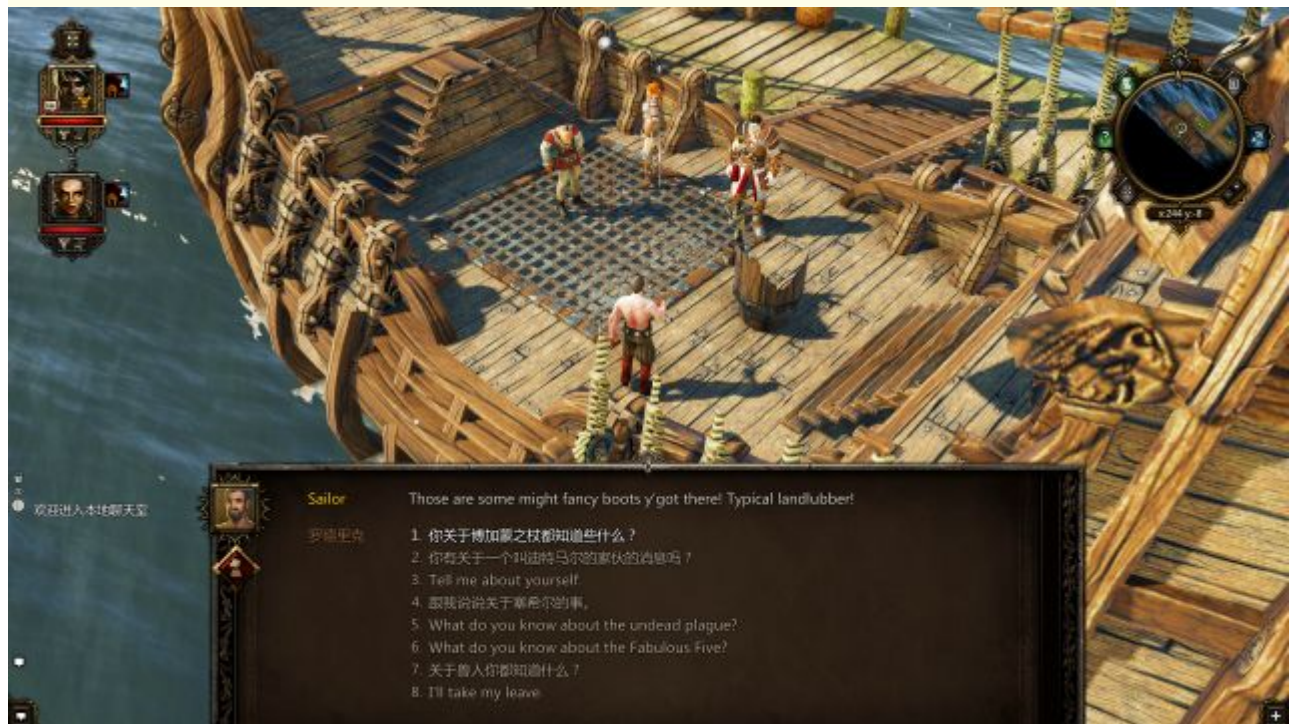 x:244 y:-8
欢迎进入本地聊天室
Sailor Those are some might fancy boots y'got there! Typical landlubber!
罗德里克 1. 你关于博加蒙之杖都知道些什么？
2. 你有关于一个叫迪特马尔的家伙的消息吗？
3. Tell me about yourself.
4. 跟我说说关于塞希尔的事。
5. What do you know about the undead plague?
6. What do you know about the Fabulous Five?
7. 关于兽人你都知道什么？
8. I'll take my leave.